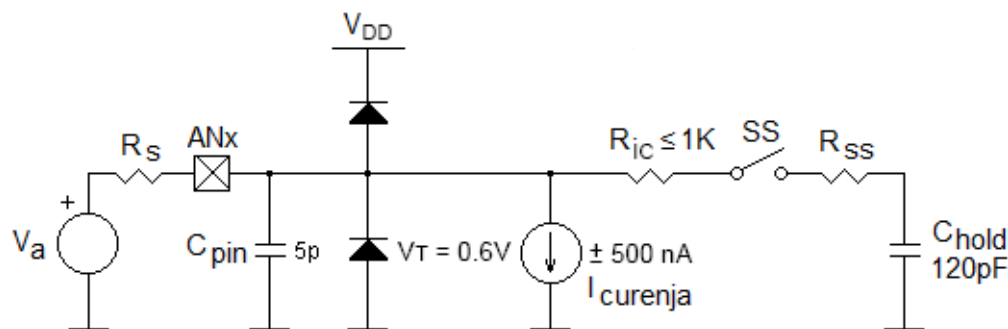 VDD
RS
ANx
Ric ≤ 1K
SS
Rss
+
Va
Cpin
5p
VT = 0.6V
± 500 nA
Icurenja
Chold
120pF